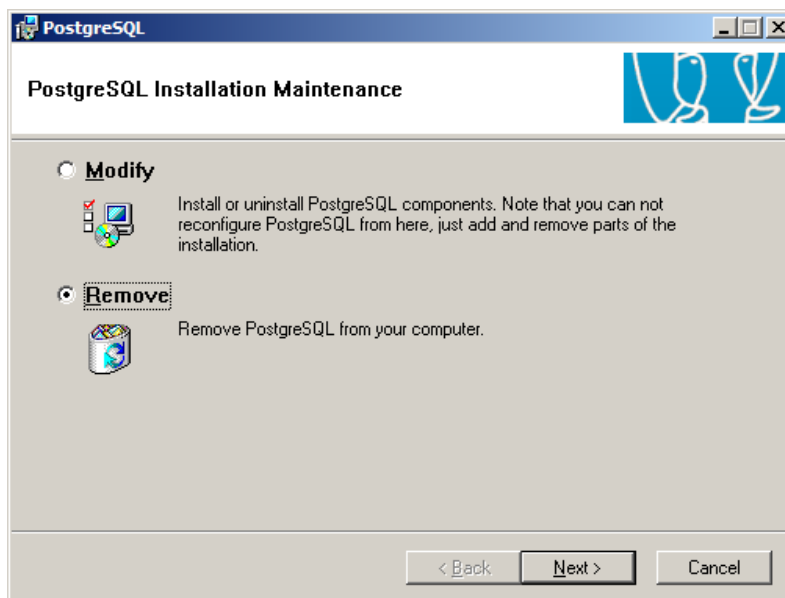 PostgreSQL
PostgreSQL Installation Maintenance
Modify
Install or uninstall PostgreSQL components. Note that you can not
reconfigure PostgreSQL from here, just add and remove parts of the
installation.
Remove
Remove PostgreSQL from your computer.
< Back
Next >
Cancel